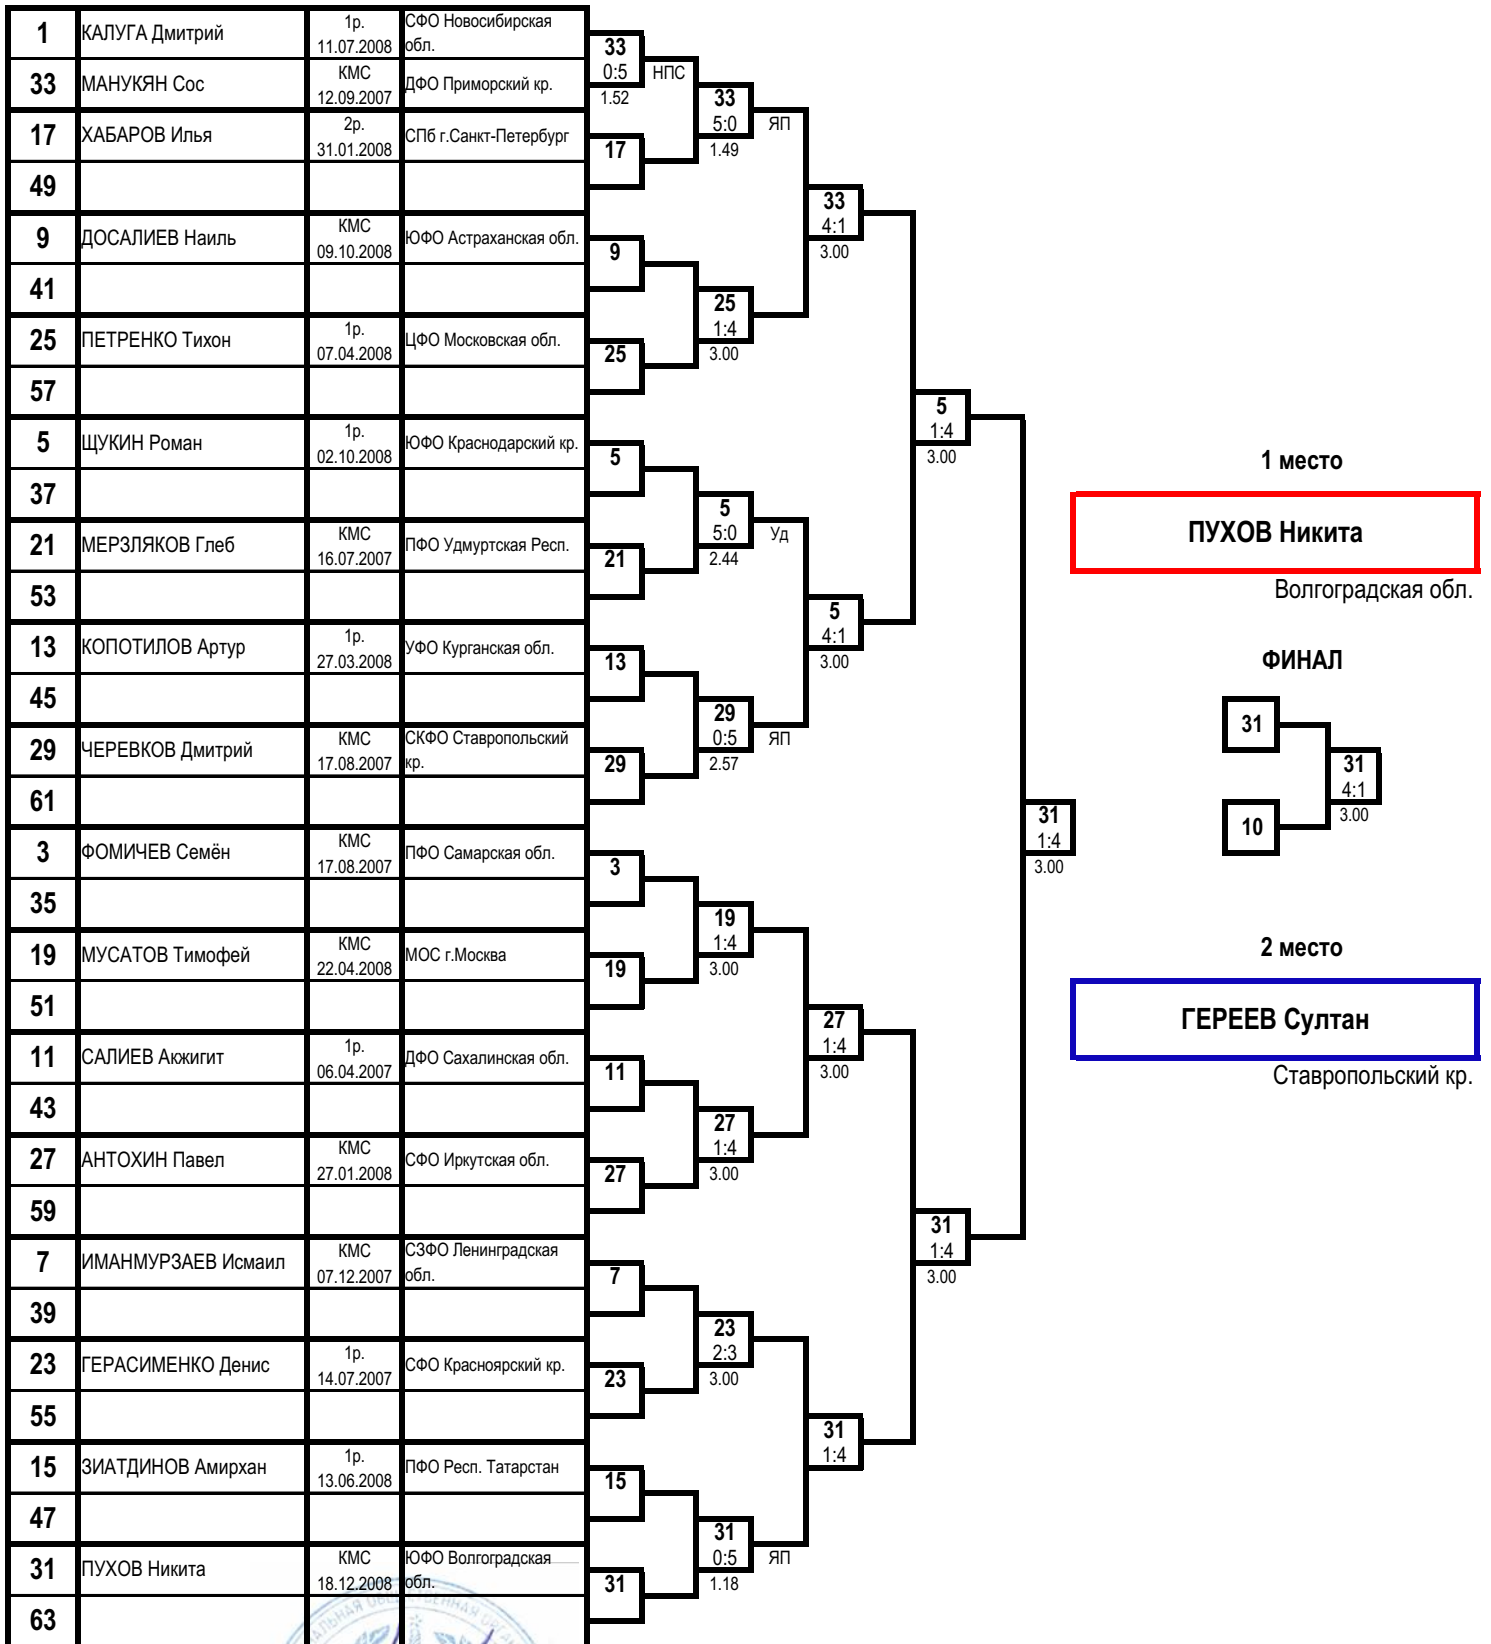 1 КАЛУГА Дмитрий 1р. 11.07.2008 СФО Новосибирская обл.
33 МАНУКЯН Сос КМС 12.09.2007 ДФО Приморский кр.
17 ХАБАРОВ Илья 2р. 31.01.2008 СПб г.Санкт-Петербург
49
9 ДОСАЛИЕВ Наиль КМС 09.10.2008 ЮФО Астраханская обл.
41
25 ПЕТРЕНКО Тихон 1р. 07.04.2008 ЦФО Московская обл.
57
5 ЩУКИН Роман 1р. 02.10.2008 ЮФО Краснодарский кр.
37
21 МЕРЗЛЯКОВ Глеб КМС 16.07.2007 ПФО Удмуртская Респ.
53
13 КОПОТИЛОВ Артур 1р. 27.03.2008 УФО Курганская обл.
45
29 ЧЕРЕВКОВ Дмитрий КМС 17.08.2007 СКФО Ставропольский кр.
61
3 ФОМИЧЕВ Семён КМС 17.08.2007 ПФО Самарская обл.
35
19 МУСАТОВ Тимофей КМС 22.04.2008 МОС г.Москва
51
11 САЛИЕВ Акжигит 1р. 06.04.2007 ДФО Сахалинская обл.
43
27 АНТОХИН Павел КМС 27.01.2008 СФО Иркутская обл.
59
7 ИМАНМУРЗАЕВ Исмаил КМС 07.12.2007 СЗФО Ленинградская обл.
39
23 ГЕРАСИМЕНКО Денис 1р. 14.07.2007 СФО Красноярский кр.
55
15 ЗИАТДИНОВ Амирхан 1р. 13.06.2008 ПФО Респ. Татарстан
47
31 ПУХОВ Никита КМС 18.12.2008 ЮФО Волгоградская обл.
63
33
0:5 НПС
1.52
17
9
25
5
21
13
29
3
19
11
27
7
23
15
31
33
5:0 ЯП
1.49
25
1:4
3.00
5
5:0 Уд
2.44
29
0:5 ЯП
2.57
19
1:4
3.00
27
1:4
3.00
23
2:3
3.00
31
0:5 ЯП
1.18
33
4:1
3.00
5
4:1
3.00
27
1:4
3.00
31
1:4
5
1:4
3.00
31
1:4
3.00
31
1:4
3.00
1 место
ПУХОВ Никита
Волгоградская обл.
ФИНАЛ
31
10
31
4:1
3.00
2 место
ГЕРЕЕВ Султан
Ставропольский кр.